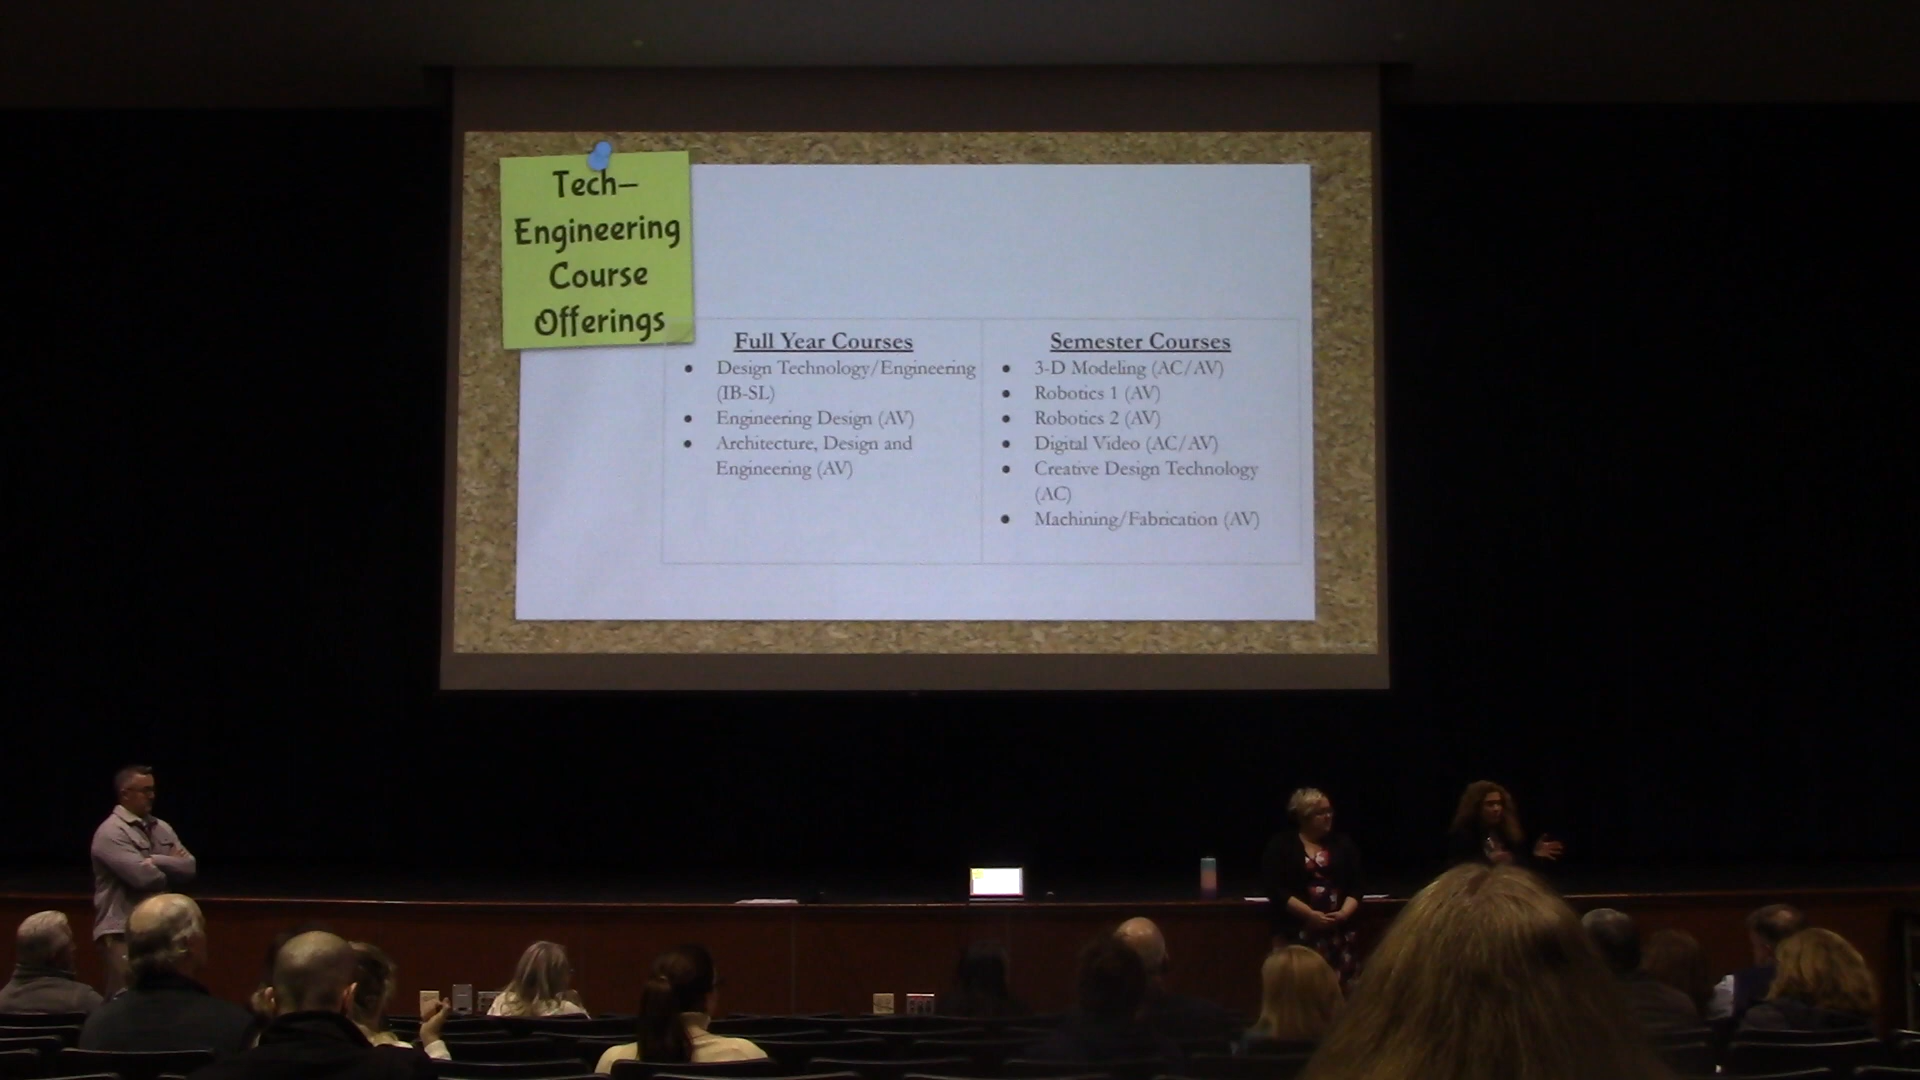 Tech-
Engineering
Course
Offerings
Full Year Courses
Design Technology/Engineering
(IB-SL)
Engineering Design (AV)
Architecture, Design and
Engineering (AV)
Semester Courses
3-D Modeling (AC/AV)
Robotics 1 (AV)
Robotics 2 (AV)
Digital Video (AC/AV)
Creative Design Technology
(AC)
Machining/Fabrication (AV)